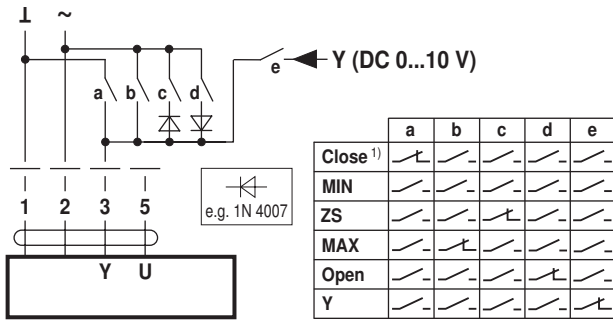 ⊥ ~
e
Y (DC 0...10 V)
a b c d
e.g. 1N 4007
1 2 3 5
Y U
a b c d e
Close 1)
MIN
ZS
MAX
Open
Y